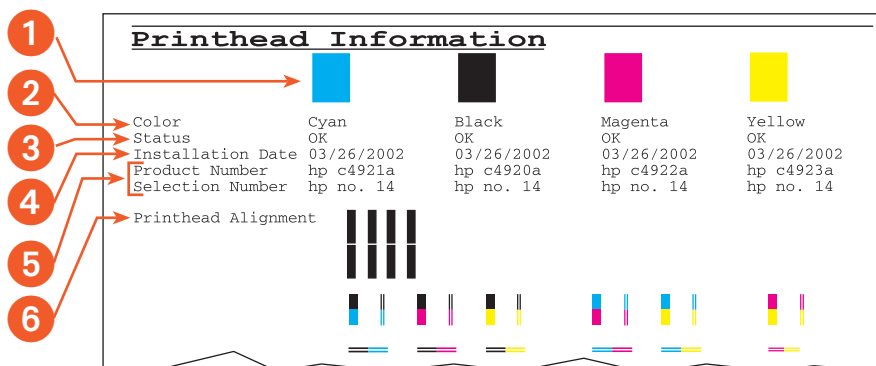 Printhead Information
1
2
3
4
5
6
Color Cyan Black Magenta Yellow
Status OK OK OK OK
Installation Date 03/26/2002 03/26/2002 03/26/2002 03/26/2002
Product Number hp c4921a hp c4920a hp c4922a hp c4923a
Selection Number hp no. 14 hp no. 14 hp no. 14 hp no. 14
Printhead Alignment